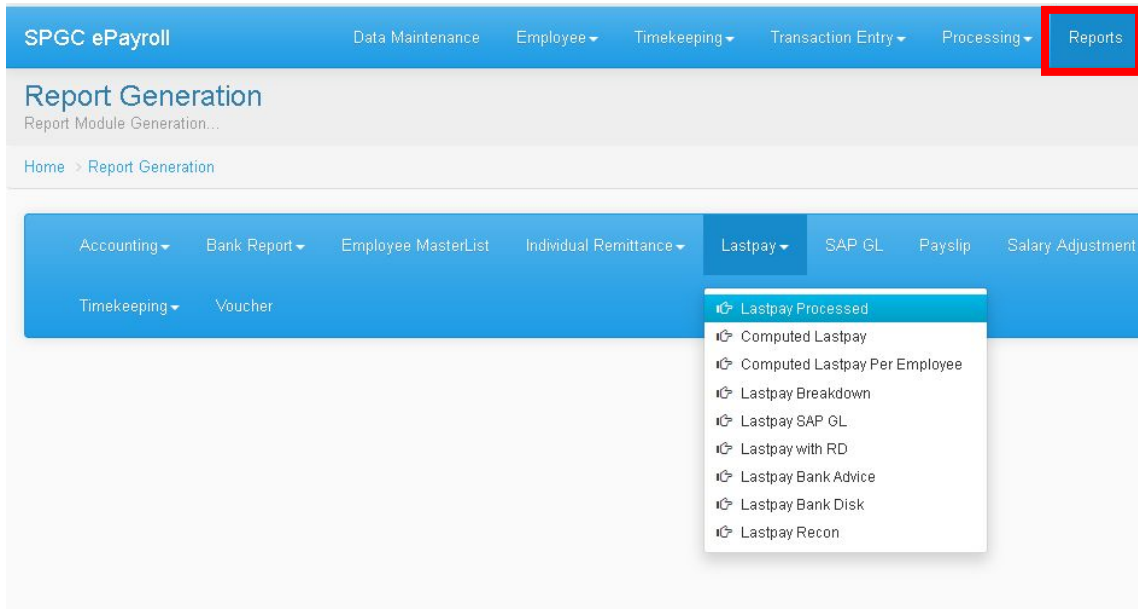 SPGC ePayroll Data Maintenance Employee Timekeeping Transaction Entry Processing Reports
Report Generation
Report Module Generation...
Home > Report Generation
Accounting Bank Report Employee MasterList Individual Remittance Lastpay SAP GL Payslip Salary Adjustment
Timekeeping Voucher
Lastpay Processed
Computed Lastpay
Computed Lastpay Per Employee
Lastpay Breakdown
Lastpay SAP GL
Lastpay with RD
Lastpay Bank Advice
Lastpay Bank Disk
Lastpay Recon